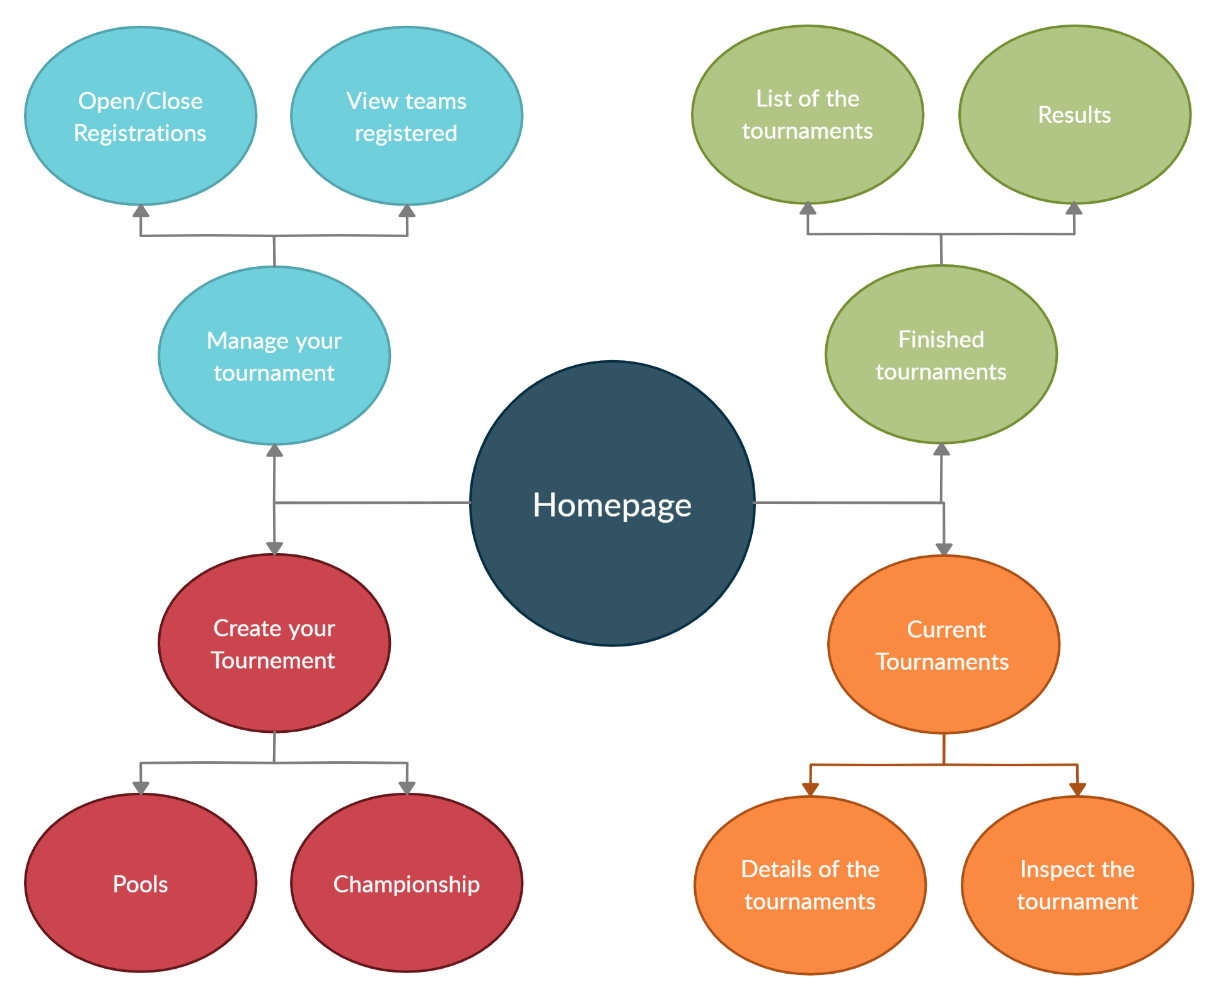 Open/Close
Registrations
View teams
registered
List of the
tournaments
Results
Manage your
tournament
Finished
tournaments
Homepage
Create your
Tournement
Current
Tournaments
Pools
Championship
Details of the
tournaments
Inspect the
tournament